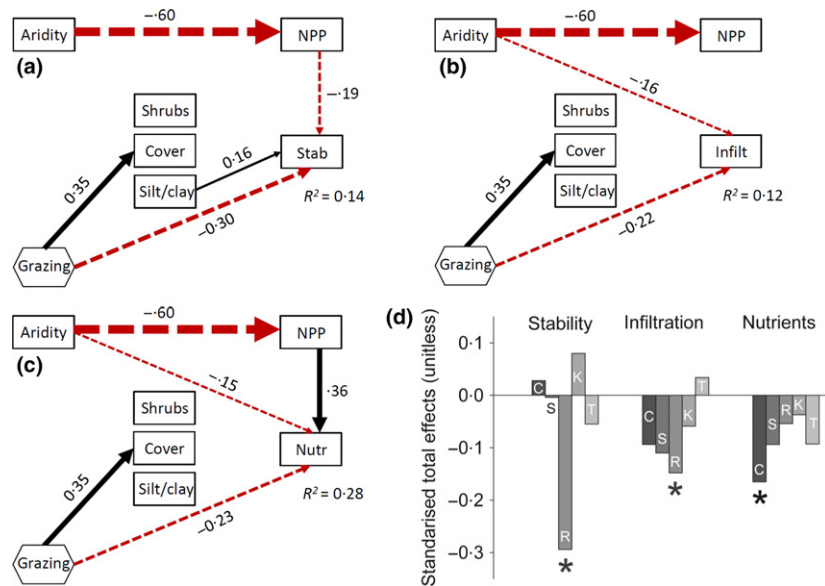 Aridity
−·60
NPP
(a)
−·19
Shrubs
Cover
Silt/clay
0·16
Stab
0·35
R² = 0·14
−0·30
Grazing
Aridity
−·60
NPP
(b)
−·16
Shrubs
Cover
Silt/clay
Infilt
0·35
R² = 0·12
−0·22
Grazing
(c)
Aridity
−·60
NPP
−·15
·36
Shrubs
Cover
Silt/clay
Nutr
0·35
R² = 0·28
−0·23
Grazing
(d)
Stability Infiltration Nutrients
Standarised total effects (unitless)
0·1
0·0
−0·1
−0·2
−0·3
C S R K T
C S R K T
C S R K T
*
*
*